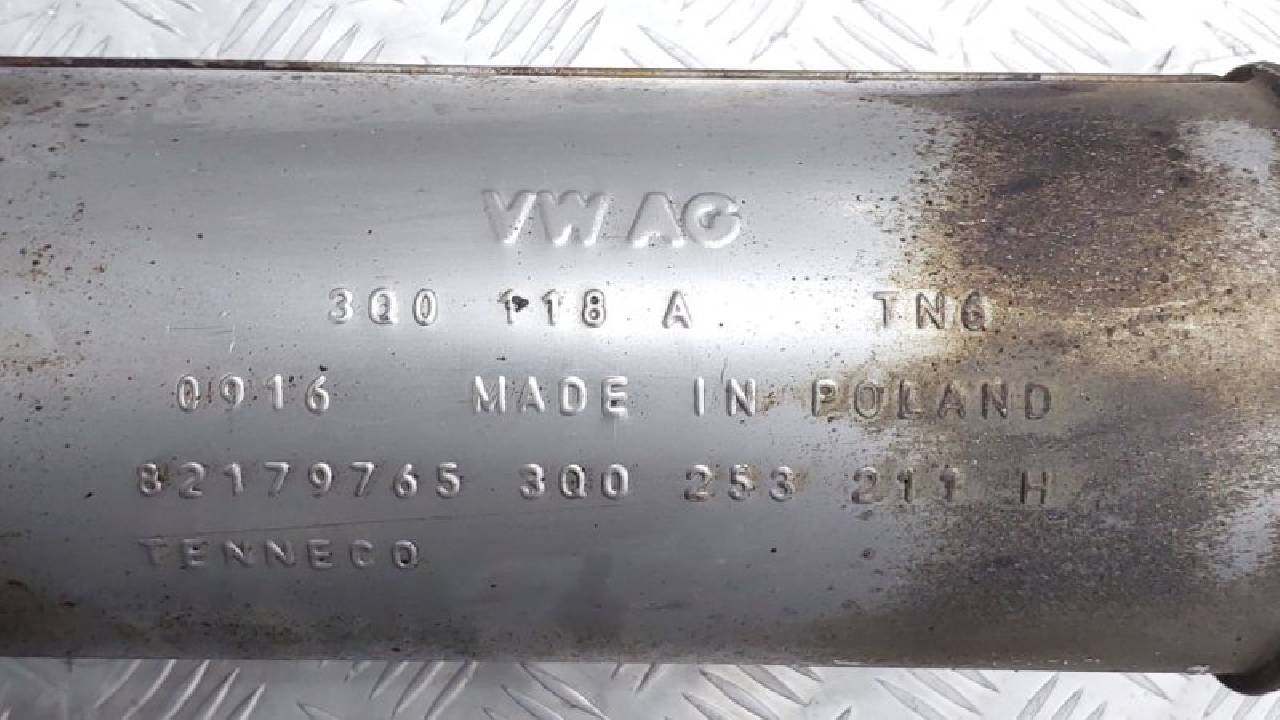 VW AG
3Q0 118 A TNG
0916 MADE IN POLAND
82179765 3Q0 253 211 H
TENNECO